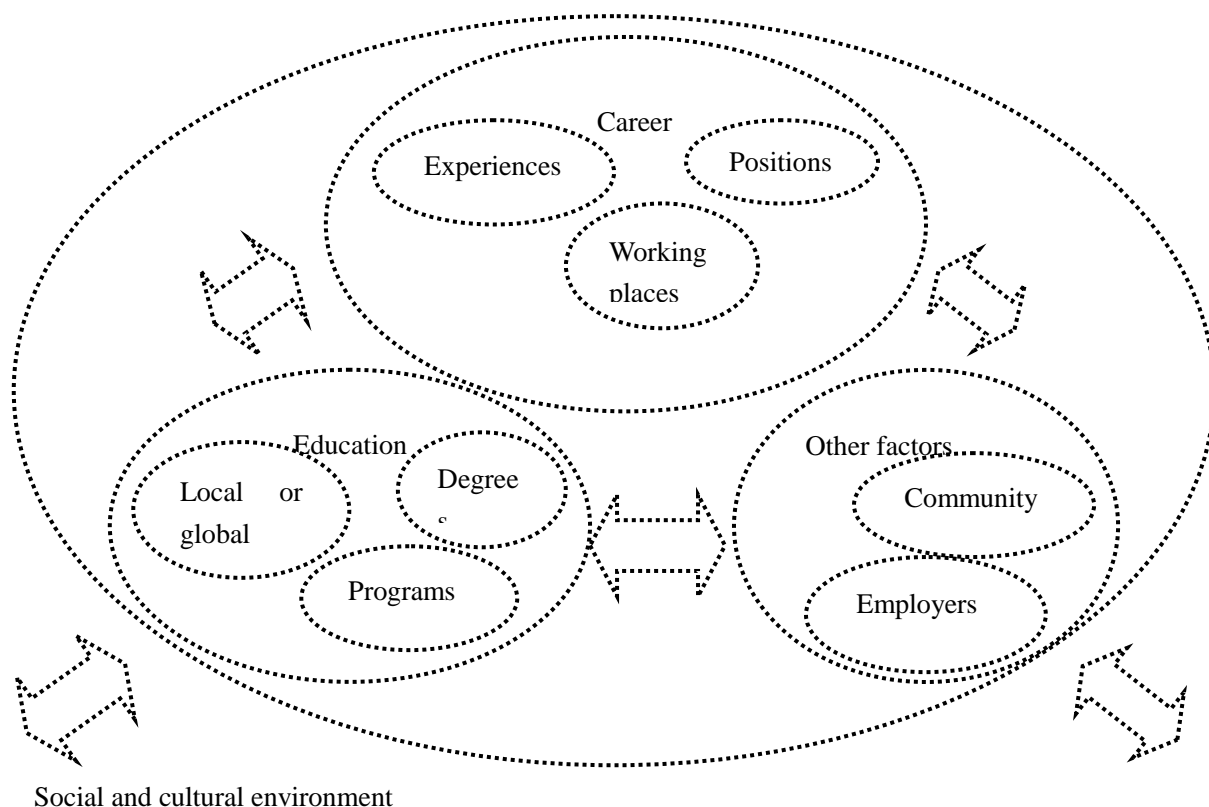 Career
Experiences
Positions
Working
places
Education
Local or
global
Degree
s
Programs
Other factors
Community
Employers
Social and cultural environment